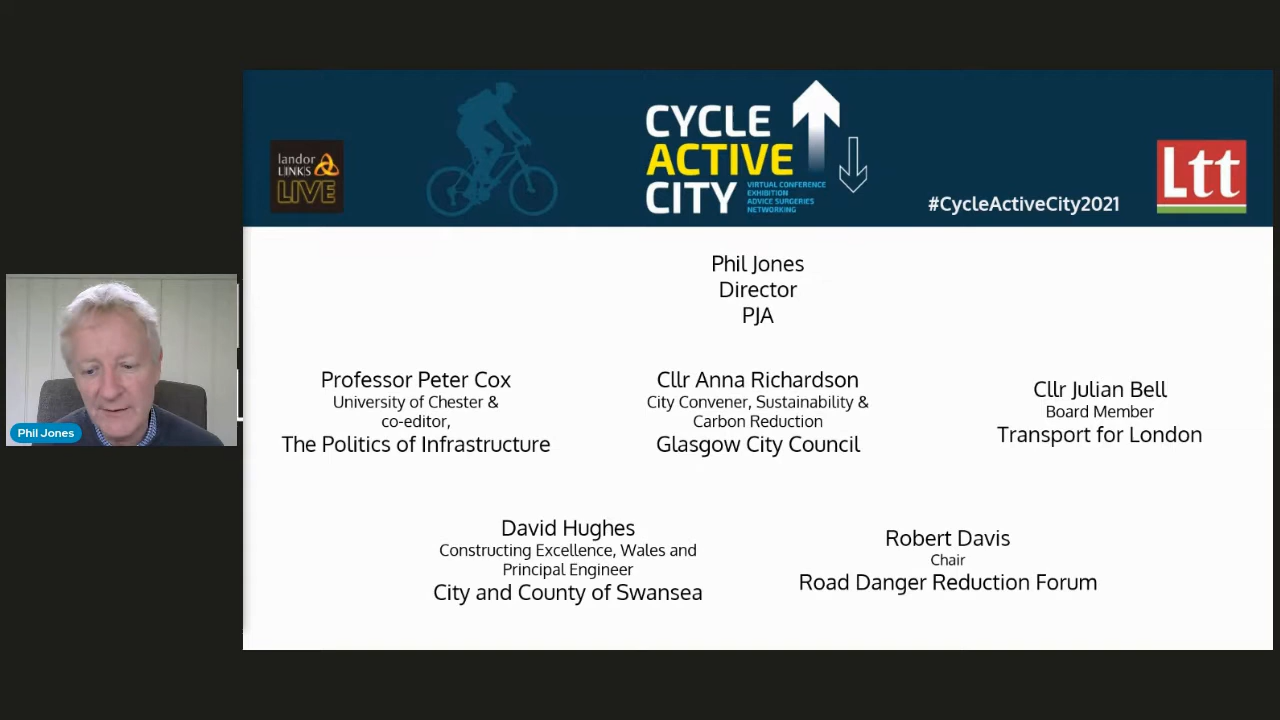 landor
LINKS
LIVE
CYCLE
ACTIVE
CITY
VIRTUAL CONFERENCE
EXHIBITION
ADVICE SURGERIES
NETWORKING
#CycleActiveCity2021
Ltt
Phil Jones
Director
PJA
Professor Peter Cox
University of Chester &
co-editor,
The Politics of Infrastructure
Cllr Anna Richardson
City Convener, Sustainability &
Carbon Reduction
Glasgow City Council
Cllr Julian Bell
Board Member
Transport for London
Phil Jones
David Hughes
Constructing Excellence, Wales and
Principal Engineer
City and County of Swansea
Robert Davis
Chair
Road Danger Reduction Forum